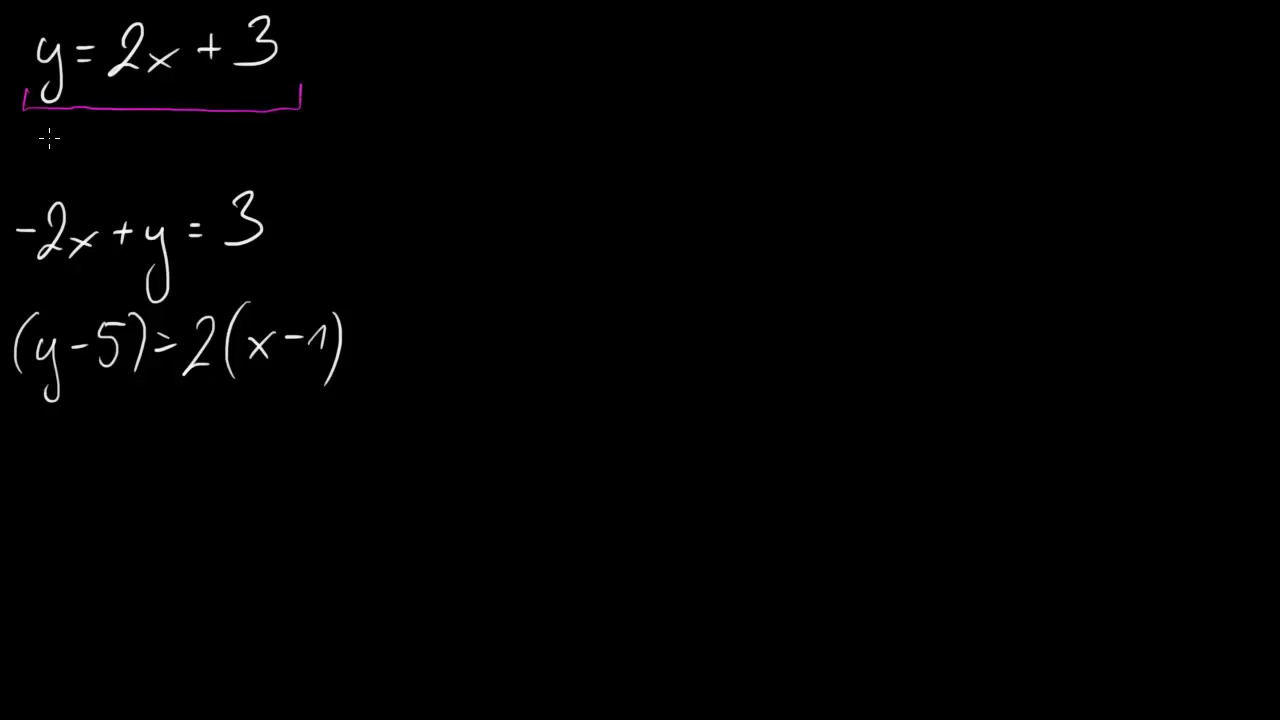 y = 2x + 3
-2x + y = 3
(y - 5) = 2(x - 1)